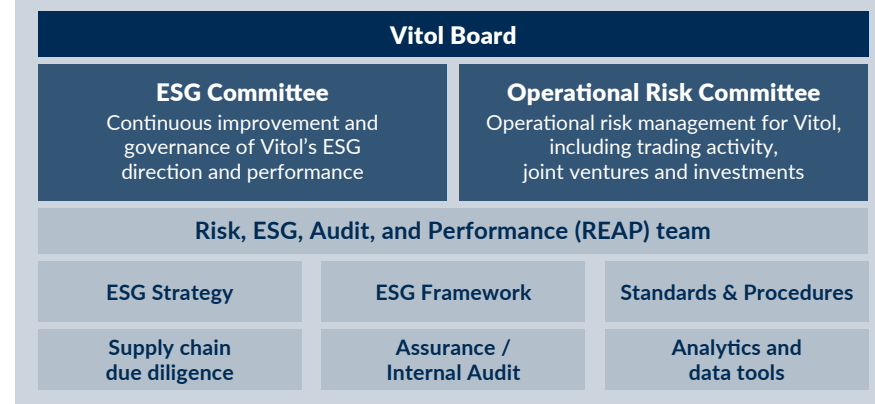 Vitol Board
ESG Committee
Continuous improvement and
governance of Vitol’s ESG
direction and performance
Operational Risk Committee
Operational risk management for Vitol,
including trading activity,
joint ventures and investments
Risk, ESG, Audit, and Performance (REAP) team
ESG Strategy
ESG Framework
Standards & Procedures
Supply chain
due diligence
Assurance /
Internal Audit
Analytics and
data tools